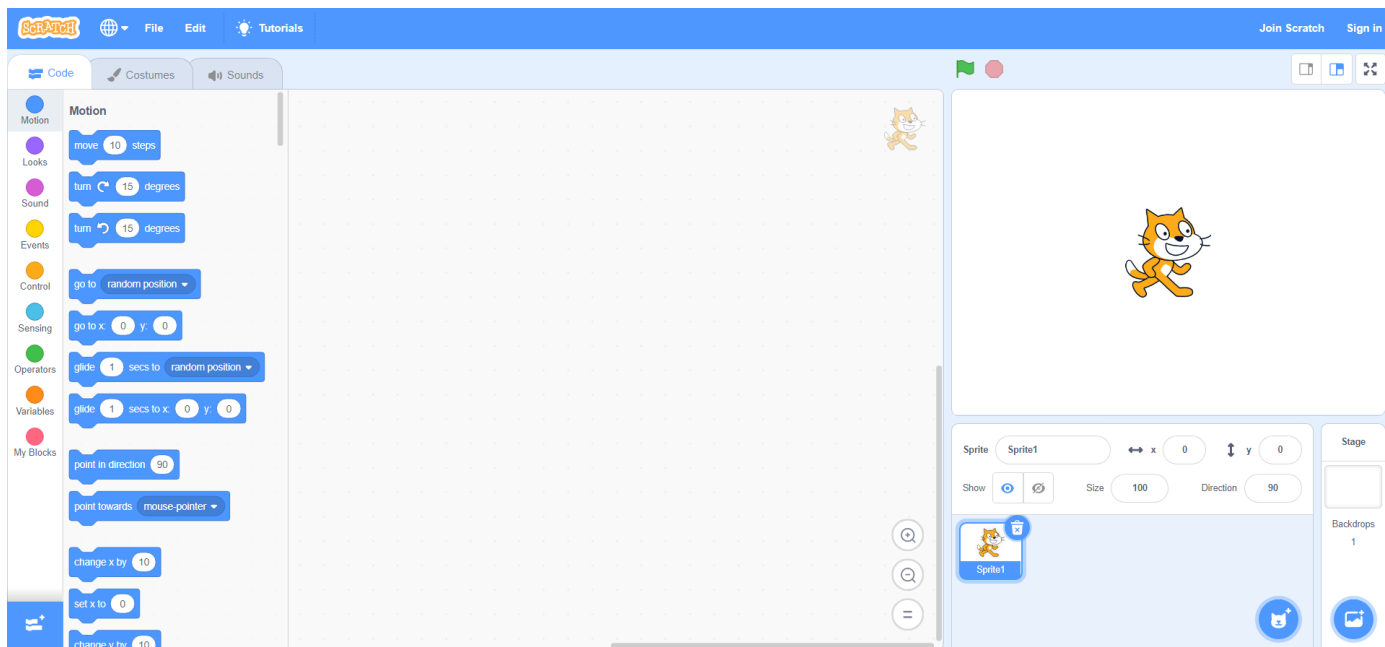 SCRATCH File Edit Tutorials Join Scratch Sign in
Code Costumes Sounds
Motion
Looks
Sound
Events
Control
Sensing
Operators
Variables
My Blocks
Motion
move 10 steps
turn 15 degrees
turn 15 degrees
go to random position
go to x: 0 y: 0
glide 1 secs to random position
glide 1 secs to x: 0 y: 0
point in direction 90
point towards mouse-pointer
change x by 10
set x to 0
change y by 10
Sprite Sprite1 x 0 y 0
Show Size 100 Direction 90
Sprite1
Stage
Backdrops
1